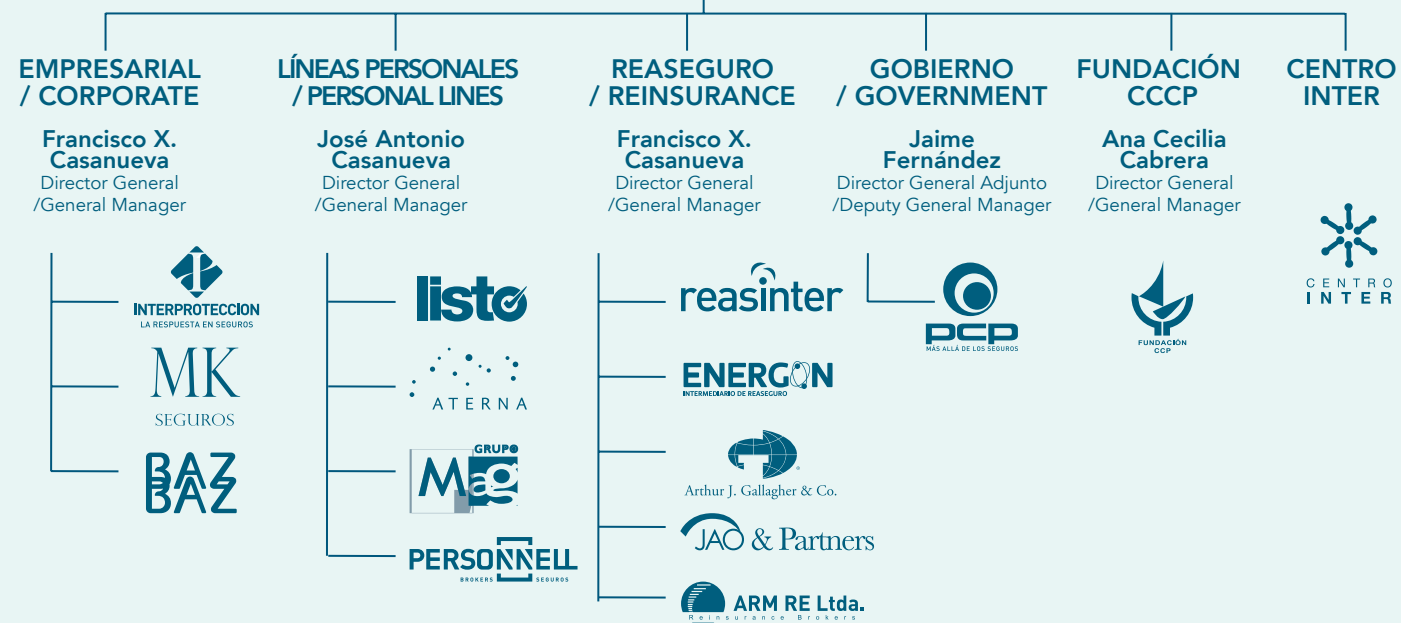 EMPRESARIAL
/ CORPORATE
Francisco X.
Casanueva
Director General
/General Manager
INTERPROTECCION
LA RESPUESTA EN SEGUROS
MK
SEGUROS
BAZ
BAZ
LÍNEAS PERSONALES
/ PERSONAL LINES
José Antonio
Casanueva
Director General
/General Manager
listo
ATERNA
GRUPO
Mag
PERSONNELL
BROKERS SEGUROS
REASEGURO
/ REINSURANCE
Francisco X.
Casanueva
Director General
/General Manager
reasinter
ENERGON
INTERMEDIARIO DE REASEGURO
Arthur J. Gallagher & Co.
JAO & Partners
ARM RE Ltda.
Reinsurance Brokers
GOBIERNO
/ GOVERNMENT
Jaime
Fernández
Director General Adjunto
/Deputy General Manager
PCP
MÁS ALLÁ DE LOS SEGUROS
FUNDACIÓN
CCCP
Ana Cecilia
Cabrera
Director General
/General Manager
FUNDACIÓN
CCP
CENTRO
INTER
CENTRO
INTER